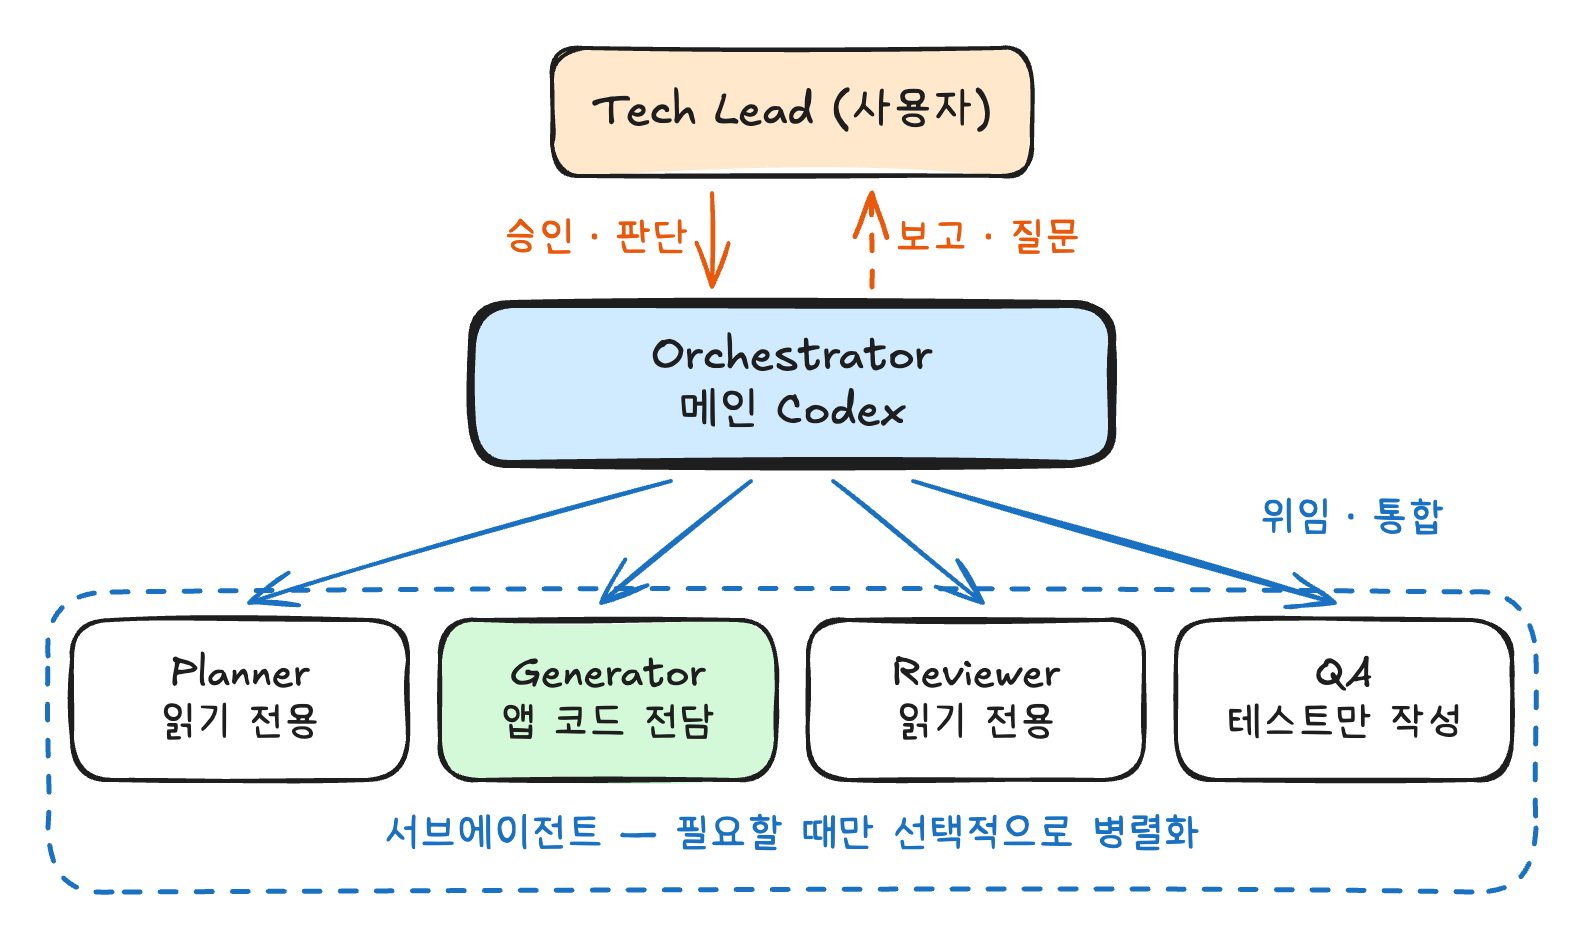 Tech Lead (사용자)
승인 · 판단
보고 · 질문
Orchestrator
메인 Codex
위임 · 통합
Planner
읽기 전용
Generator
앱 코드 전담
Reviewer
읽기 전용
QA
테스트만 작성
서브에이전트 — 필요할 때만 선택적으로 병렬화